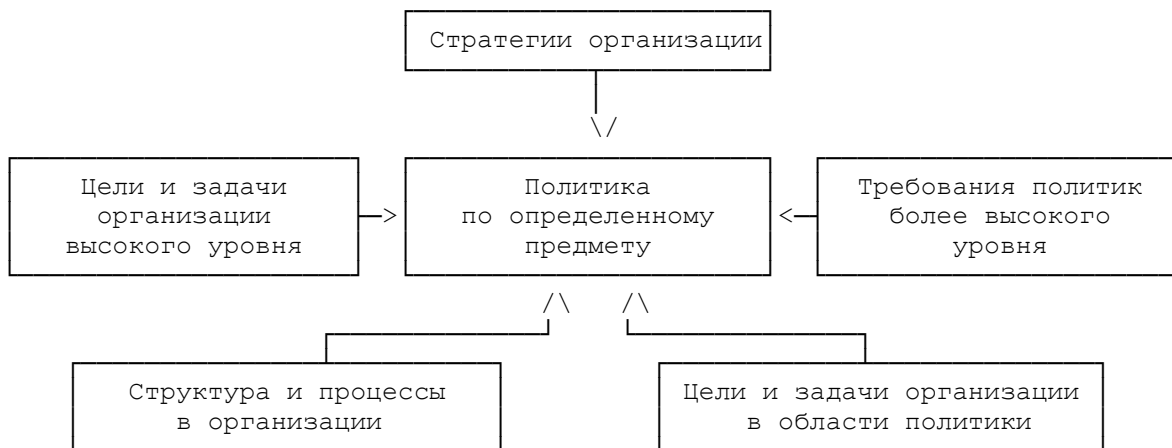 Стратегии организации
Цели и задачи
организации
высокого уровня
Политика
по определенному
предмету
Требования политик
более высокого
уровня
Структура и процессы
в организации
Цели и задачи организации
в области политики